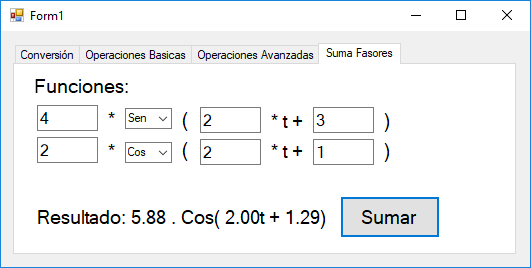 Form1
Conversión Operaciones Basicas Operaciones Avanzadas Suma Fasores
Funciones:
4 * Sen ( 2 * t + 3 )
2 * Cos ( 2 * t + 1 )
Resultado: 5.88 . Cos( 2.00t + 1.29) Sumar